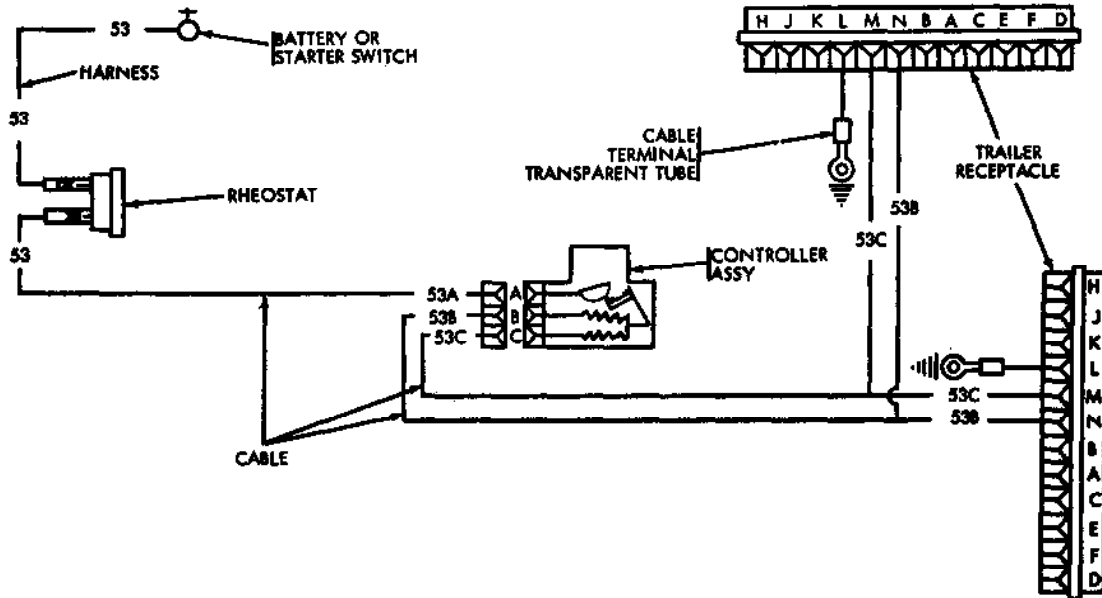 53
BATTERY OR
STARTER SWITCH
HARNESS
53
RHEOSTAT
53
H J K L M N B A C E F D
CABLE
TERMINAL
TRANSPARENT TUBE
TRAILER
RECEPTACLE
53B
53C
CONTROLLER
ASSY
53A A
53B B
53C C
CABLE
53C
53B
H
J
K
L
M
N
B
A
C
E
F
D